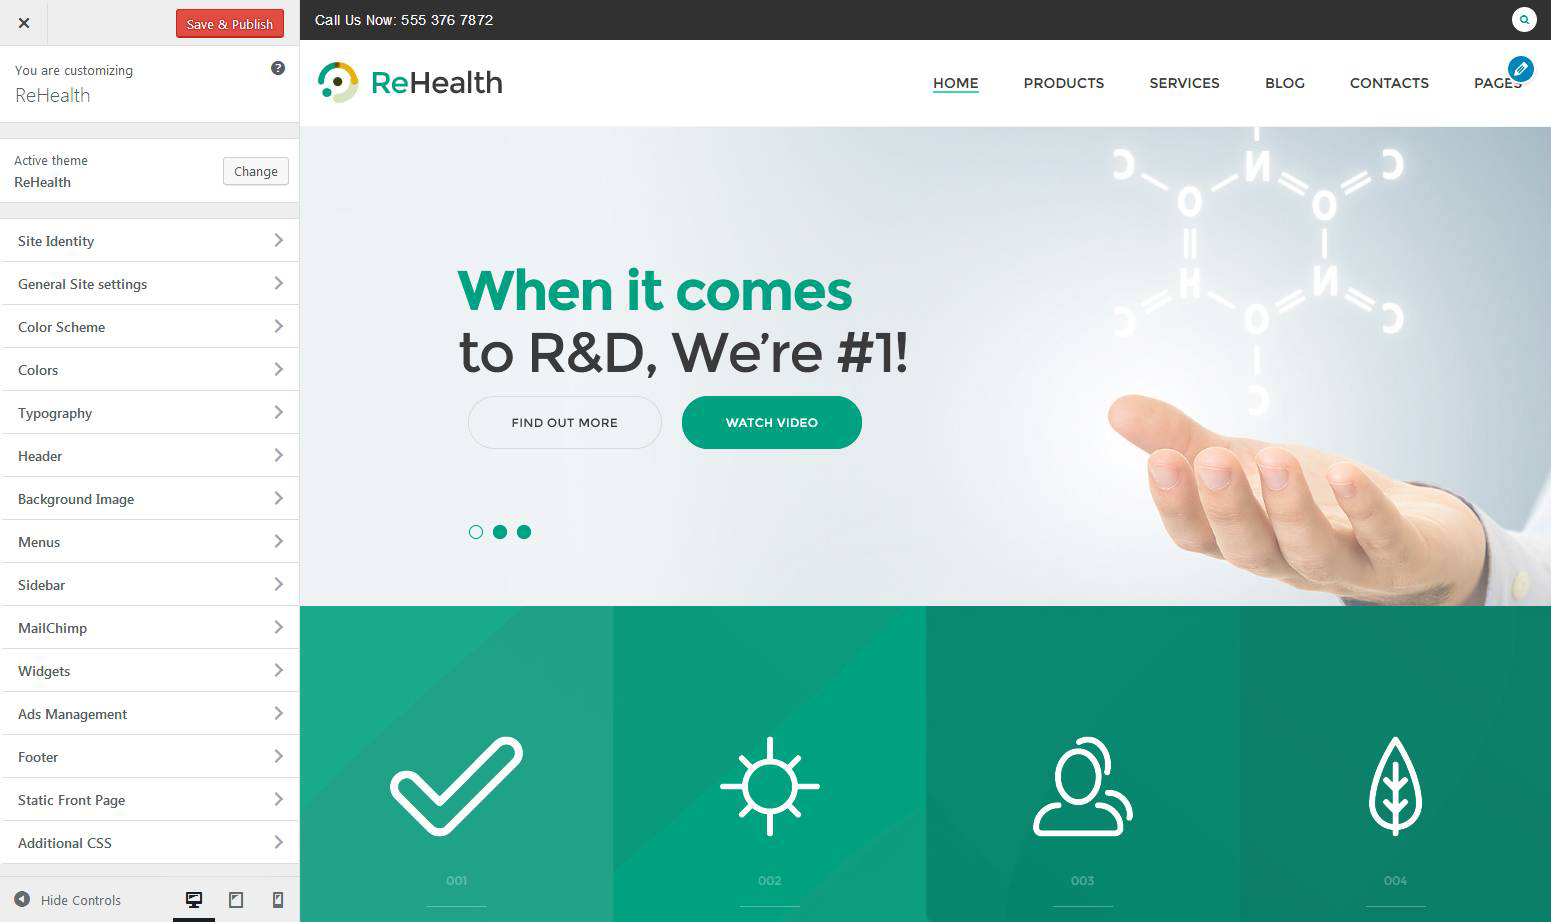 Save & Publish
You are customizing
ReHealth
Active theme
ReHealth
Change
Site Identity
General Site settings
Color Scheme
Colors
Typography
Header
Background Image
Menus
Sidebar
MailChimp
Widgets
Ads Management
Footer
Static Front Page
Additional CSS
Hide Controls
Call Us Now: 555 376 7872
ReHealth
HOME PRODUCTS SERVICES BLOG CONTACTS PAGES
When it comes
to R&D, We're #1!
FIND OUT MORE WATCH VIDEO
C N C
O O
H N
C O C
C
001 002 003 004